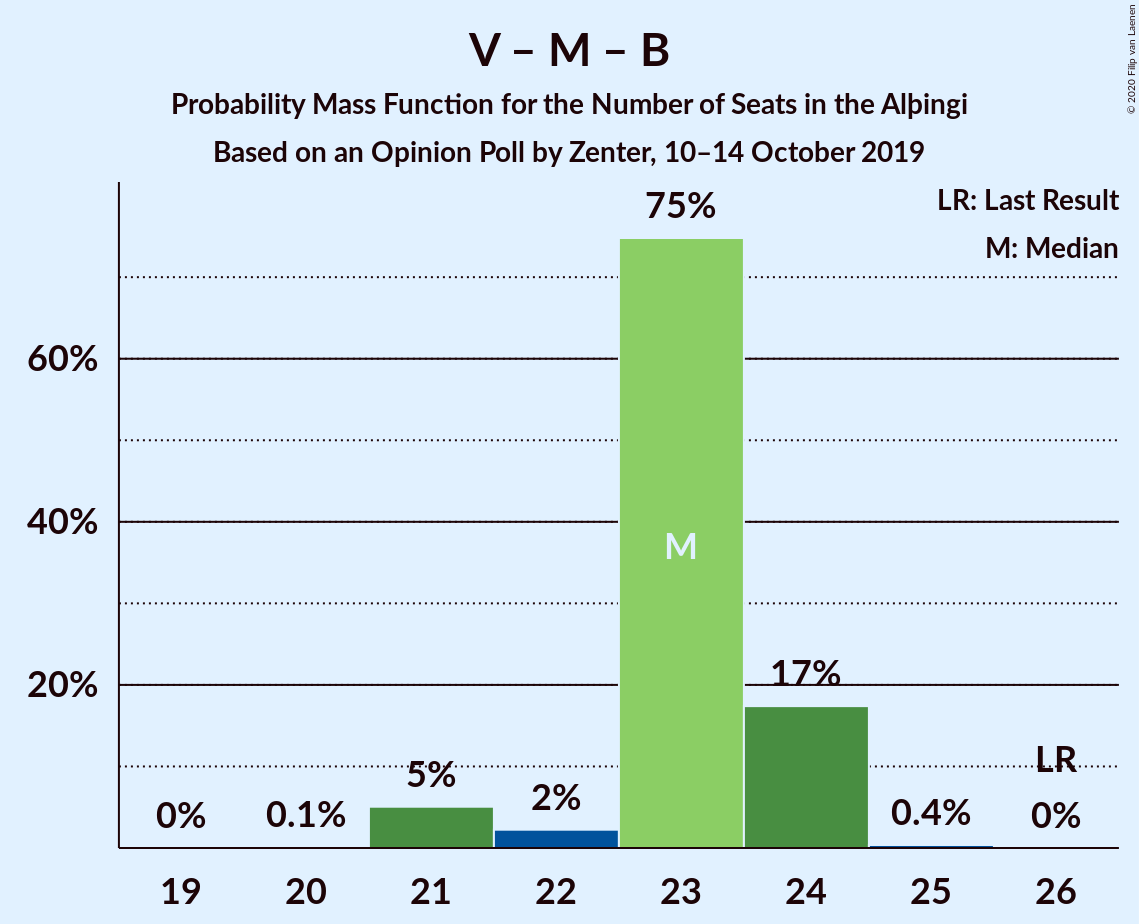 V – M – B
Probability Mass Function for the Number of Seats in the Alþingi
Based on an Opinion Poll by Zenter, 10–14 October 2019
© 2020 Filip van Laenen
LR: Last Result
M: Median
75%
60%
40%
20%
M
17%
5%
2%
0%
0.1%
0.4%
LR
0%
19 20 21 22 23 24 25 26